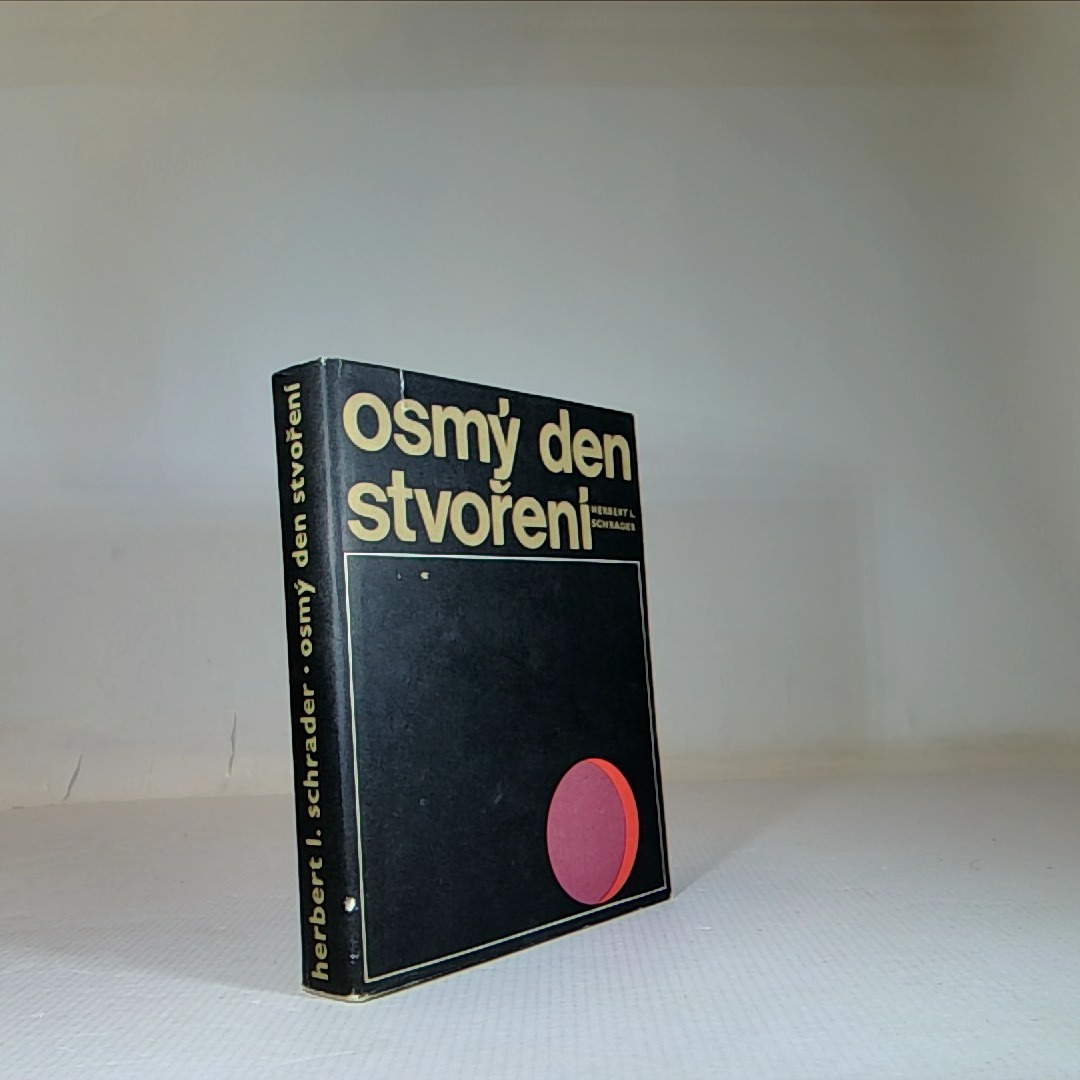 herbert l. schrader · osmý den stvoření
osmý den
stvoření
HERBERT L.
SCHRADER